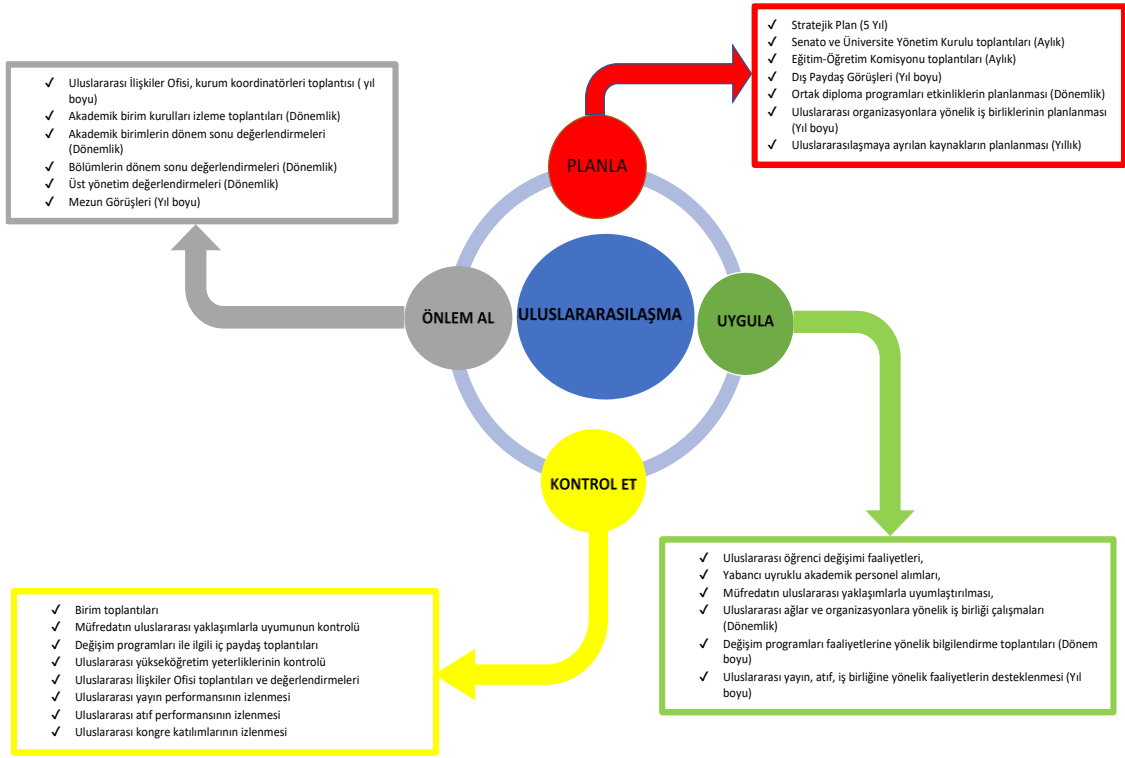 ✓ Stratejik Plan (5 Yıl)
✓ Senato ve Üniversite Yönetim Kurulu toplantıları (Aylık)
✓ Eğitim-Öğretim Komisyonu toplantıları (Aylık)
✓ Dış Paydaş Görüşleri (Yıl boyu)
✓ Ortak diploma programları etkinliklerin planlanması (Dönemlik)
✓ Uluslararası organizasyonlara yönelik iş birliklerinin planlanması
(Yıl boyu)
✓ Uluslararasılaşmaya ayrılan kaynakların planlanması (Yıllık)
✓ Uluslararası İlişkiler Ofisi, kurum koordinatörleri toplantısı ( yıl
boyu)
✓ Akademik birim kurulları izleme toplantıları (Dönemlik)
✓ Akademik birimlerin dönem sonu değerlendirmeleri
(Dönemlik)
✓ Bölümlerin dönem sonu değerlendirmeleri (Dönemlik)
✓ Üst yönetim değerlendirmeleri (Dönemlik)
✓ Mezun Görüşleri (Yıl boyu)
PLANLA
ÖNLEM AL
ULUSLARARASILAŞMA
UYGULA
KONTROL ET
✓ Uluslararası öğrenci değişimi faaliyetleri,
✓ Yabancı uyruklu akademik personel alımları,
✓ Müfredatın uluslararası yaklaşımlarla uyumlaştırılması,
✓ Uluslararası ağlar ve organizasyonlara yönelik iş birliği çalışmaları
(Dönemlik)
✓ Değişim programları faaliyetlerine yönelik bilgilendirme toplantıları (Dönem
boyu)
✓ Uluslararası yayın, atıf, iş birliğine yönelik faaliyetlerin desteklenmesi (Yıl
boyu)
✓ Birim toplantıları
✓ Müfredatın uluslararası yaklaşımlarla uyumunun kontrolü
✓ Değişim programları ile ilgili iç paydaş toplantıları
✓ Uluslararası yükseköğretim yeterliklerinin kontrolü
✓ Uluslararası İlişkiler Ofisi toplantıları ve değerlendirmeleri
✓ Uluslararası yayın performansının izlenmesi
✓ Uluslararası atıf performansının izlenmesi
✓ Uluslararası kongre katılımlarının izlenmesi